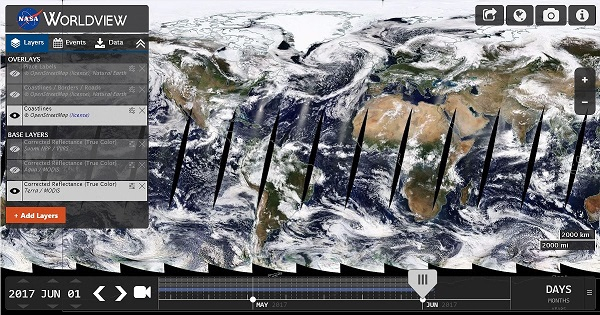 NASA WORLDVIEW
Layers Events Data
OVERLAYS
Place Labels
© OpenStreetMap (license), Natural Earth
Coastlines / Borders / Roads
© OpenStreetMap (license), Natural Earth
Coastlines
© OpenStreetMap (license)
BASE LAYERS
Corrected Reflectance (True Color)
Suomi NPP / VIIRS
Corrected Reflectance (True Color)
Aqua / MODIS
Corrected Reflectance (True Color)
Terra / MODIS
+ Add Layers
2000 km
2000 mi
2017 JUN 01
MAY 2017
JUN 2017
DAYS
MONTHS
YEARS